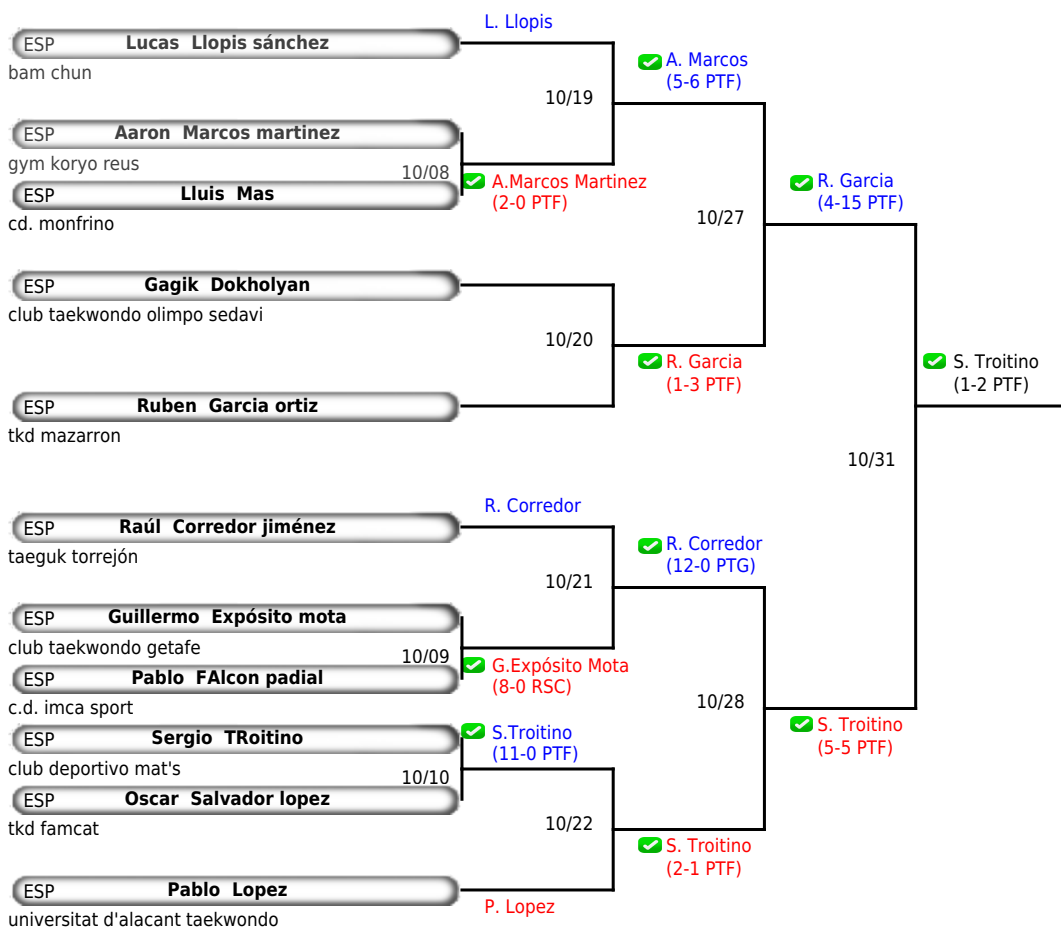 L. Llopis
ESP Lucas Llopis sánchez
bam chun
A. Marcos
(5-6 PTF)
10/19
ESP Aaron Marcos martinez
gym koryo reus
10/08
A.Marcos Martinez
(2-0 PTF)
ESP Lluis Mas
cd. monfrino
R. Garcia
(4-15 PTF)
10/27
ESP Gagik Dokholyan
club taekwondo olimpo sedavi
10/20
R. Garcia
(1-3 PTF)
S. Troitino
(1-2 PTF)
ESP Ruben Garcia ortiz
tkd mazarron
10/31
R. Corredor
ESP Raúl Corredor jiménez
taeguk torrejón
R. Corredor
(12-0 PTG)
10/21
ESP Guillermo Expósito mota
club taekwondo getafe
10/09
G.Expósito Mota
(8-0 RSC)
ESP Pablo FAlcon padial
c.d. imca sport
10/28
S. Troitino
(5-5 PTF)
S.Troitino
(11-0 PTF)
ESP Sergio TRoitino
club deportivo mat's
10/10
ESP Oscar Salvador lopez
tkd famcat
10/22
S. Troitino
(2-1 PTF)
ESP Pablo Lopez
universitat d'alacant taekwondo
P. Lopez